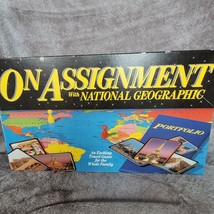 ON ASSIGNMENT
With NATIONAL GEOGRAPHIC
PORTFOLIO
An Exciting
Travel Game
for the
Whole Family